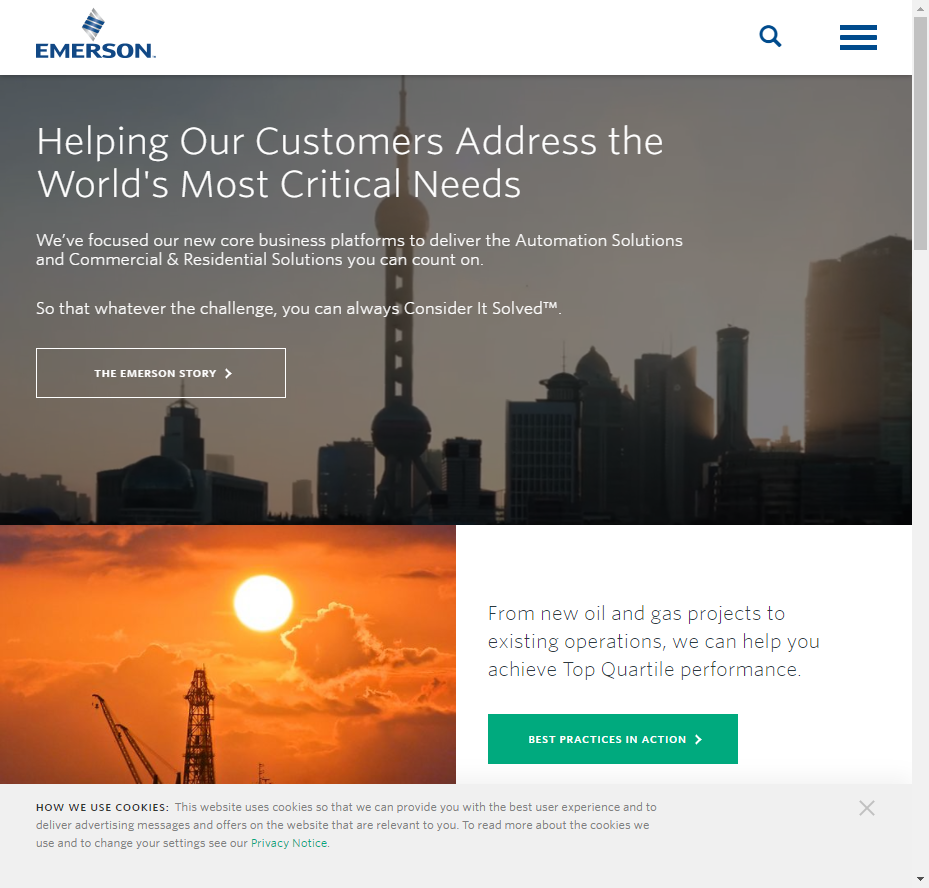 EMERSON™
Helping Our Customers Address the
World's Most Critical Needs
We’ve focused our new core business platforms to deliver the Automation Solutions
and Commercial & Residential Solutions you can count on.
So that whatever the challenge, you can always Consider It Solved™.
THE EMERSON STORY
From new oil and gas projects to
existing operations, we can help you
achieve Top Quartile performance.
BEST PRACTICES IN ACTION
HOW WE USE COOKIES: This website uses cookies so that we can provide you with the best user experience and to
deliver advertising messages and offers on the website that are relevant to you. To read more about the cookies we
use and to change your settings see our Privacy Notice.